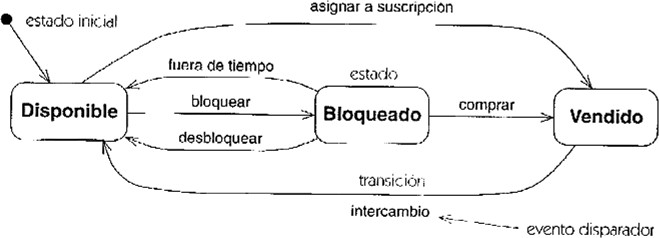 asignar a suscripción
estado inicial
fuera de tiempo
estado
Disponible
bloquear
Bloqueado
comprar
Vendido
desbloquear
transición
intercambio
evento disparador